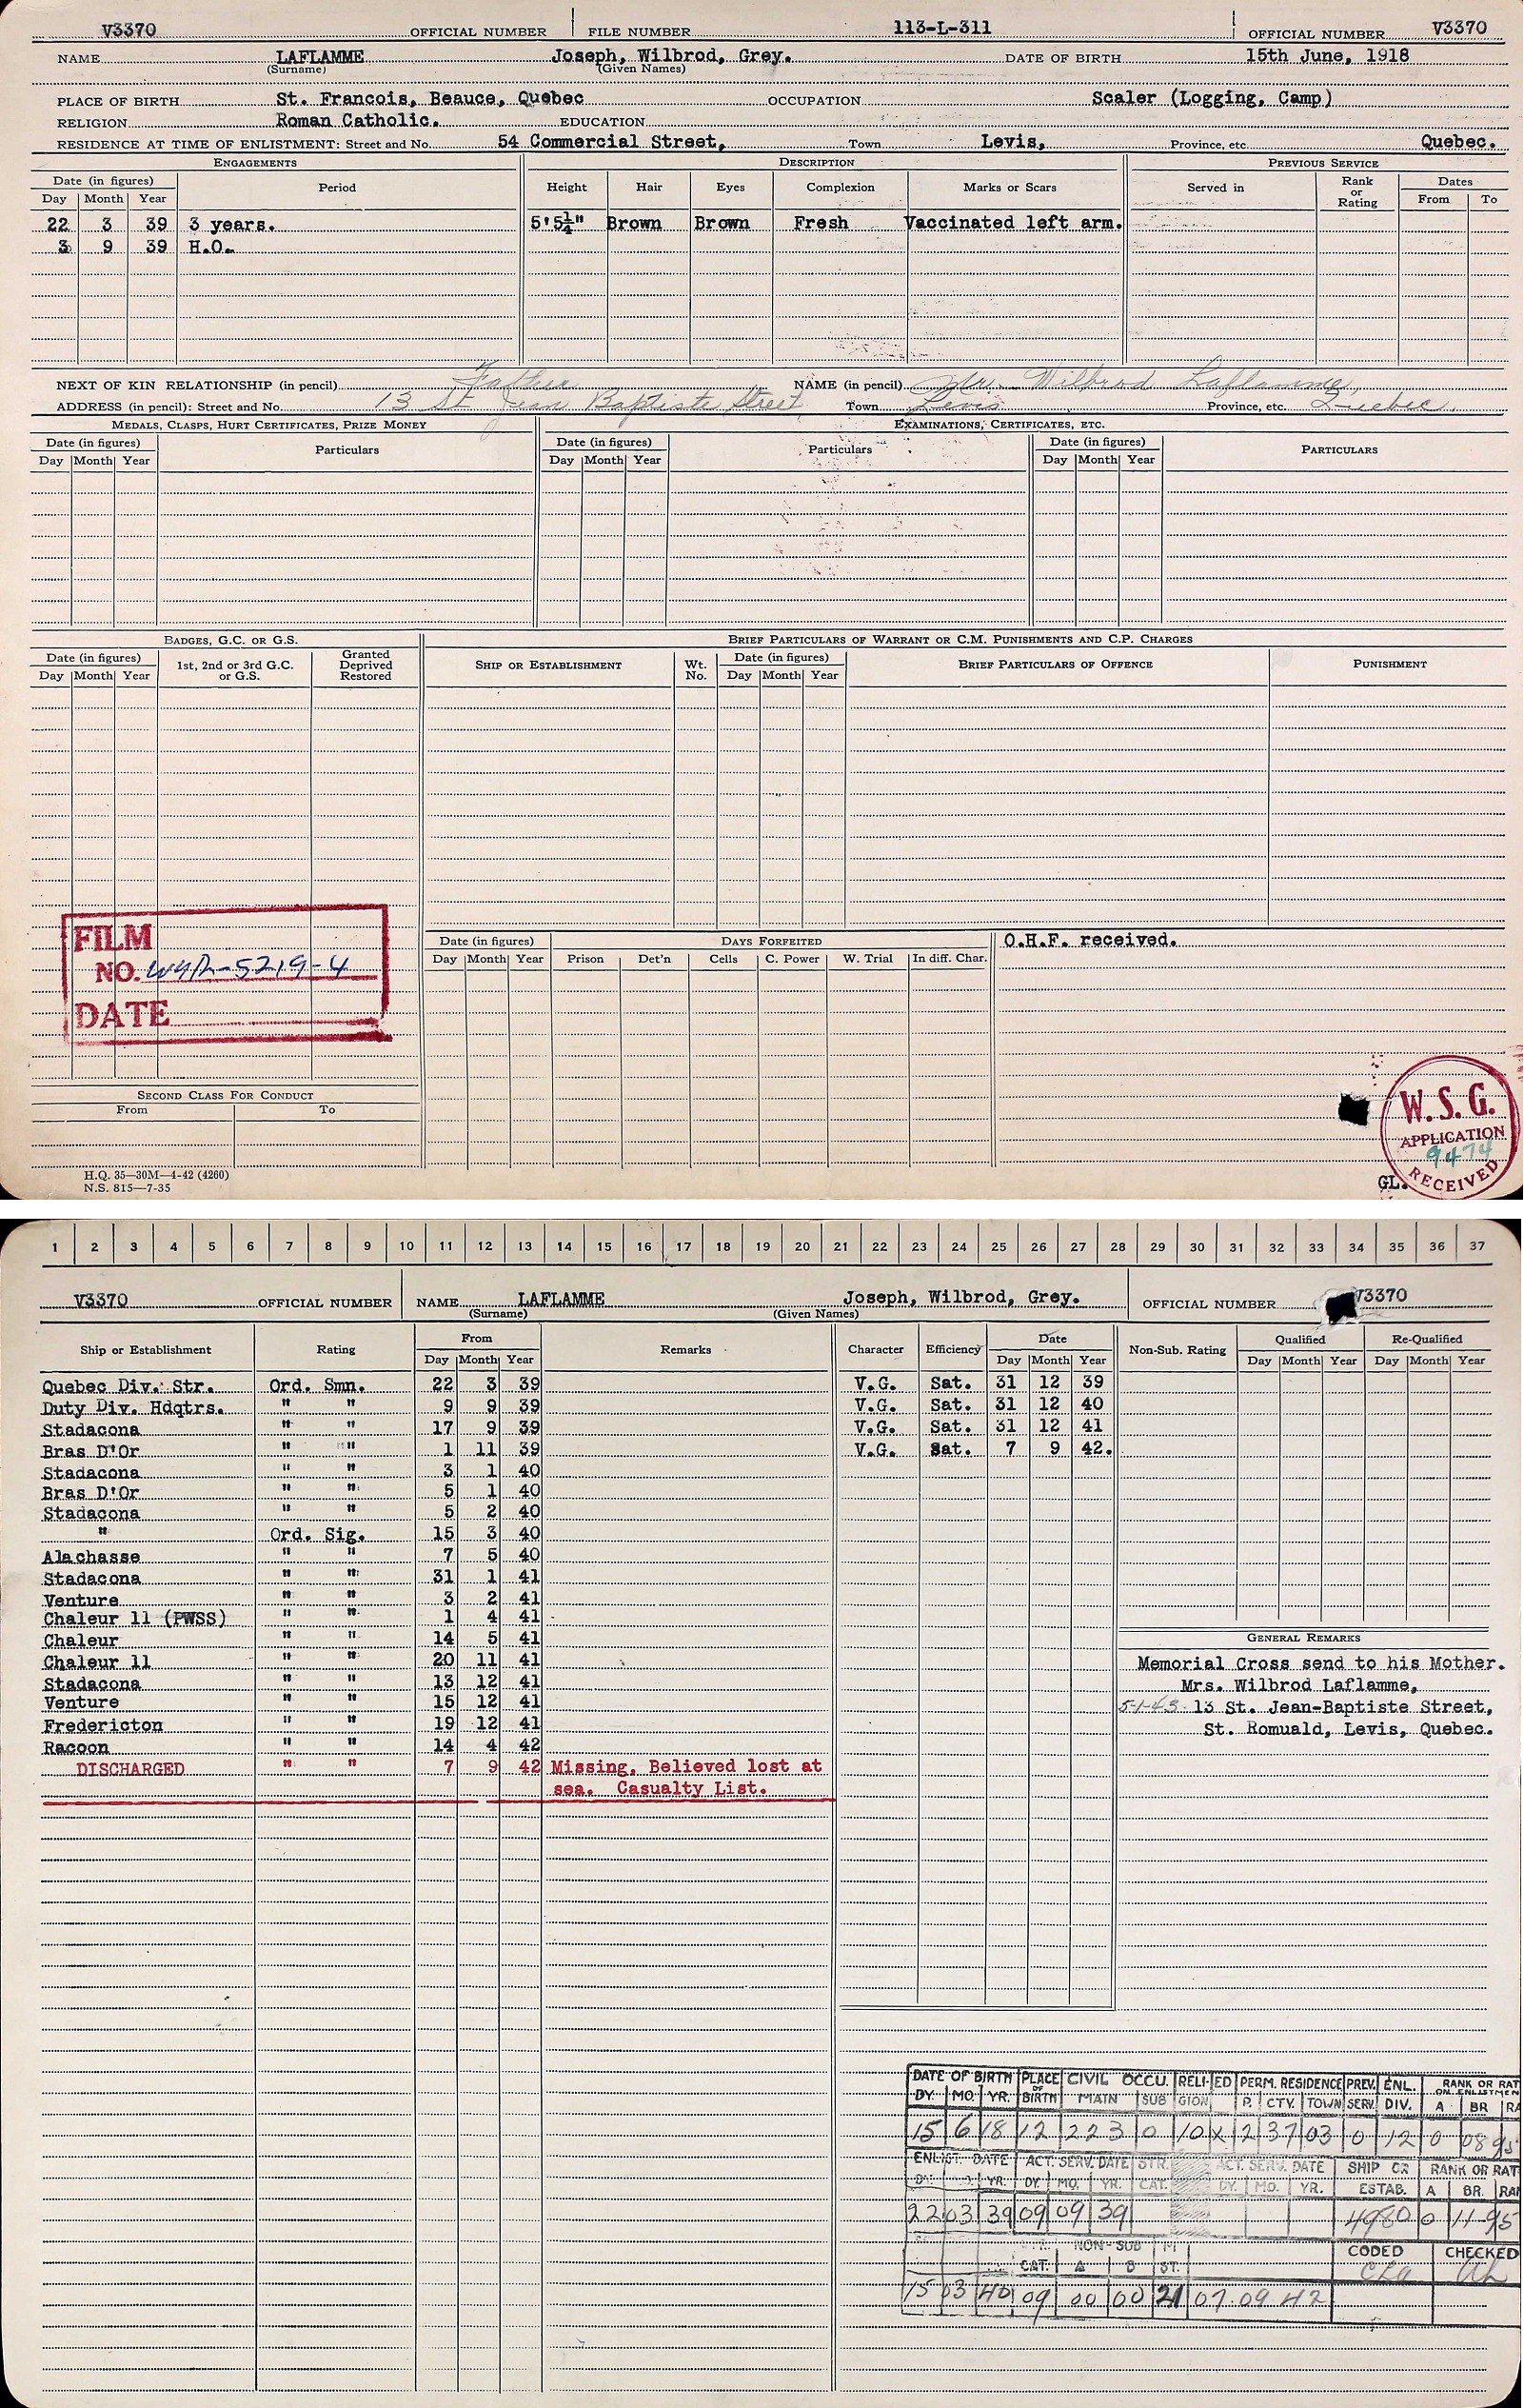 V3370 OFFICIAL NUMBER FILE NUMBER 113-L-311 OFFICIAL NUMBER V3370
NAME LAFLAMME Joseph, Wilbrod, Grey. DATE OF BIRTH 15th June, 1918
(Surname) (Given Names)
PLACE OF BIRTH St. Francois, Beauce, Quebec OCCUPATION Scaler (Logging, Camp)
RELIGION Roman Catholic. EDUCATION
RESIDENCE AT TIME OF ENLISTMENT: Street and No. 54 Commercial Street, Town Levis, Province, etc. Quebec.
ENGAGEMENTS DESCRIPTION PREVIOUS SERVICE
Date (in figures) Period Height Hair Eyes Complexion Marks or Scars Served in Rank or Rating Dates
Day Month Year From To
22 3 39 3 years. 5'5¼" Brown Brown Fresh Vaccinated left arm.
3 9 39 H.O.
NEXT OF KIN RELATIONSHIP (in pencil) Father NAME (in pencil) Mr. Wilbrod Laflamme,
ADDRESS (in pencil): Street and No. 13 St Jean Baptiste Street, Town Levis Province, etc. Quebec.
MEDALS, CLASPS, HURT CERTIFICATES, PRIZE MONEY EXAMINATIONS, CERTIFICATES, ETC.
Date (in figures) Particulars Date (in figures) Particulars Date (in figures) PARTICULARS
Day Month Year Day Month Year Day Month Year
BADGES, G.C. OR G.S. BRIEF PARTICULARS OF WARRANT OR C.M. PUNISHMENTS AND C.P. CHARGES
Date (in figures) 1st, 2nd or 3rd G.C. or G.S. Granted Deprived Restored SHIP OR ESTABLISHMENT Wt. No. Date (in figures) BRIEF PARTICULARS OF OFFENCE PUNISHMENT
Day Month Year Day Month Year
FILM
NO. 5219-4
DATE
Date (in figures) DAYS FORFEITED O.H.F. received.
Day Month Year Prison Det'n Cells C. Power W. Trial In diff. Char.
SECOND CLASS FOR CONDUCT
From To
W.S.G.
APPLICATION
9474
RECEIVED
GL.
H.Q. 35—30M—4-42 (4260)
N.S. 815—7-35
1 2 3 4 5 6 7 8 9 10 11 12 13 14 15 16 17 18 19 20 21 22 23 24 25 26 27 28 29 30 31 32 33 34 35 36 37
V3370 OFFICIAL NUMBER NAME LAFLAMME Joseph, Wilbrod, Grey. OFFICIAL NUMBER V3370
(Surname) (Given Names)
Ship or Establishment Rating From Remarks Character Efficiency Date Non-Sub. Rating Qualified Re-Qualified
Day Month Year Day Month Year Day Month Year Day Month Year
Quebec Div. Str. Ord. Smn. 22 3 39 V.G. Sat. 31 12 39
Duty Div. Hdqtrs. " " 9 9 39 V.G. Sat. 31 12 40
Stadacona " " 17 9 39 V.G. Sat. 31 12 41
Bras D'Or " " 1 11 39 V.G. Sat. 7 9 42.
Stadacona " " 3 1 40
Bras D'Or " " 5 1 40
Stadacona " " 5 2 40
" Ord. Sig. 15 3 40
Alachasse " " 7 5 40
Stadacona " " 31 1 41
Venture " " 3 2 41
Chaleur 11 (PWSS) " " 1 4 41
Chaleur " " 14 5 41
Chaleur 11 " " 20 11 41
Stadacona " " 13 12 41
Venture " " 15 12 41
Fredericton " " 19 12 41
Racoon " " 14 4 42
DISCHARGED " " 7 9 42 Missing, Believed lost at
sea. Casualty List.
GENERAL REMARKS
Memorial Cross send to his Mother.
Mrs. Wilbrod Laflamme,
5-1-43 13 St. Jean-Baptiste Street,
St. Romuald, Levis, Quebec.
DATE OF BIRTH PLACE OF BIRTH CIVIL OCCU. RELIGION ED PERM. RESIDENCE PREV. SERV. ENL. DIV. RANK OR RAT
DY. MO. YR. MAIN SUB P. CTY. TOWN ON ENLISTMEN A BR RA
15 6 18 12 223 0 10 X 2 37 03 0 12 0 08 95
ENLIST. DATE ACT. SERV. DATE STR. CAT. ACT. SERV. DATE SHIP OR ESTAB. RANK OR RAT
YR. DY. MO. YR. DY. MO. YR. A BR. RA
22 03 39 09 09 39 4980 0 11-95
NON-SUB CODED CHECKED
CAT. A B ST.
15 03 40 09 00 00 21 07 09 42